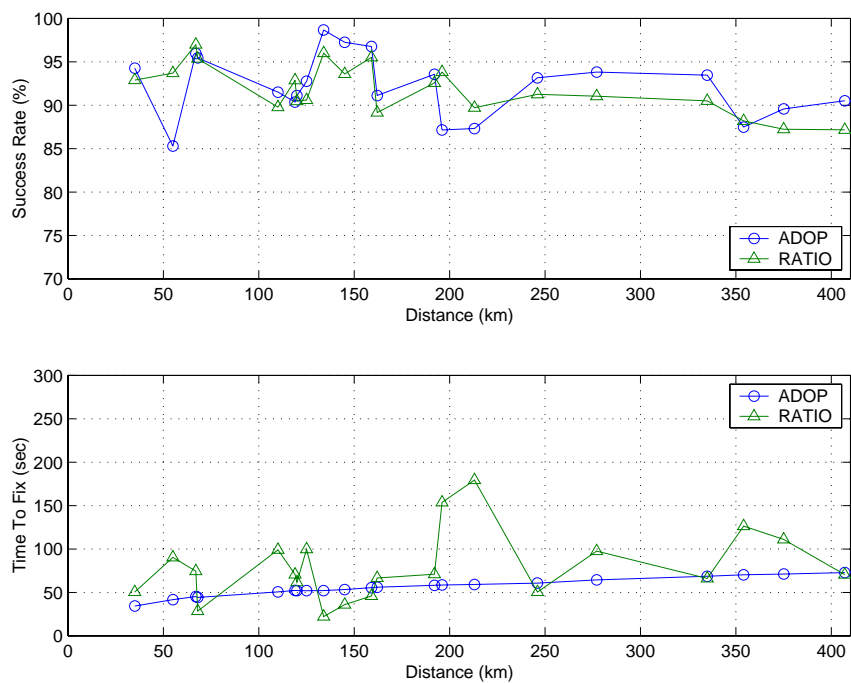 100
95
90
85
80
75
70
Success Rate (%)
ADOP
RATIO
0 50 100 150 200 250 300 350 400
Distance (km)
300
250
200
150
100
50
0
Time To Fix (sec)
ADOP
RATIO
0 50 100 150 200 250 300 350 400
Distance (km)